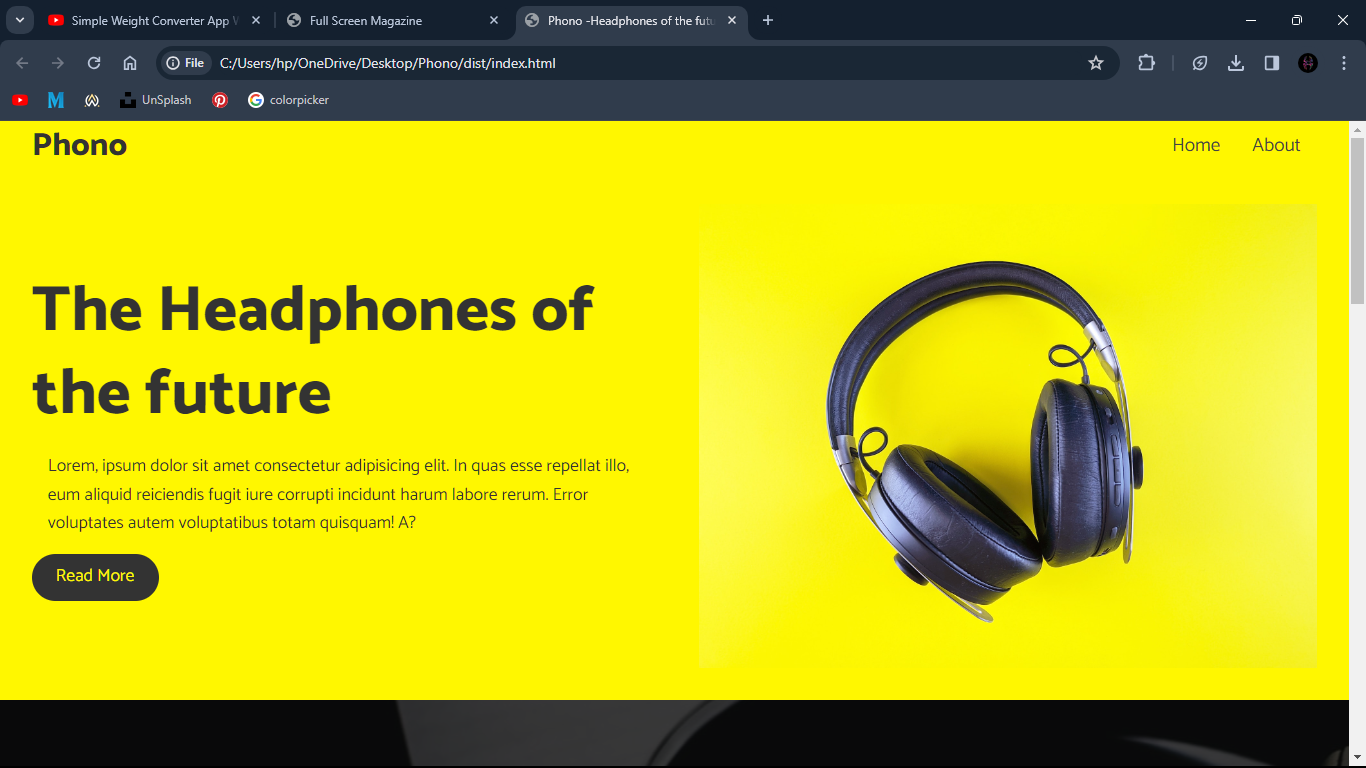 Simple Weight Converter App
Full Screen Magazine
Phono -Headphones of the futu
File
C:/Users/hp/OneDrive/Desktop/Phono/dist/index.html
UnSplash
colorpicker
Phono
Home
About
The Headphones of
the future
Lorem, ipsum dolor sit amet consectetur adipisicing elit. In quas esse repellat illo,
eum aliquid reiciendis fugit iure corrupti incidunt harum labore rerum. Error
voluptates autem voluptatibus totam quisquam! A?
Read More